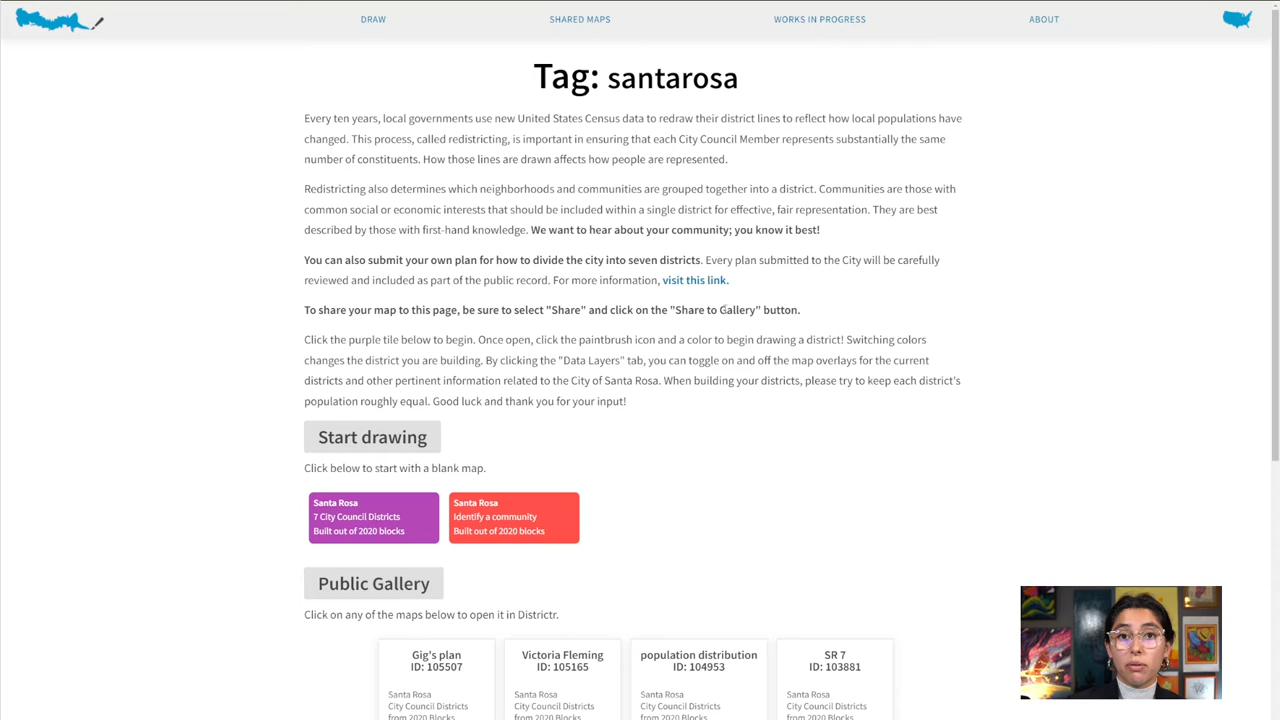 DRAW
SHARED MAPS
WORKS IN PROGRESS
ABOUT
Tag: santarosa
Every ten years, local governments use new United States Census data to redraw their district lines to reflect how local populations have
changed. This process, called redistricting, is important in ensuring that each City Council Member represents substantially the same
number of constituents. How those lines are drawn affects how people are represented.
Redistricting also determines which neighborhoods and communities are grouped together into a district. Communities are those with
common social or economic interests that should be included within a single district for effective, fair representation. They are best
described by those with first-hand knowledge. We want to hear about your community; you know it best!
You can also submit your own plan for how to divide the city into seven districts. Every plan submitted to the City will be carefully
reviewed and included as part of the public record. For more information, visit this link.
To share your map to this page, be sure to select "Share" and click on the "Share to Gallery" button.
Click the purple tile below to begin. Once open, click the paintbrush icon and a color to begin drawing a district! Switching colors
changes the district you are building. By clicking the "Data Layers" tab, you can toggle on and off the map overlays for the current
districts and other pertinent information related to the City of Santa Rosa. When building your districts, please try to keep each district's
population roughly equal. Good luck and thank you for your input!
Start drawing
Click below to start with a blank map.
Santa Rosa
7 City Council Districts
Built out of 2020 blocks
Santa Rosa
Identify a community
Built out of 2020 blocks
Public Gallery
Click on any of the maps below to open it in Districtr.
Gig's plan
ID: 105507
Santa Rosa
City Council Districts
from 2020 Blocks
Victoria Fleming
ID: 105165
Santa Rosa
City Council Districts
from 2020 Blocks
population distribution
ID: 104953
Santa Rosa
City Council Districts
from 2020 Blocks
SR 7
ID: 103881
Santa Rosa
City Council Districts
from 2020 Blocks